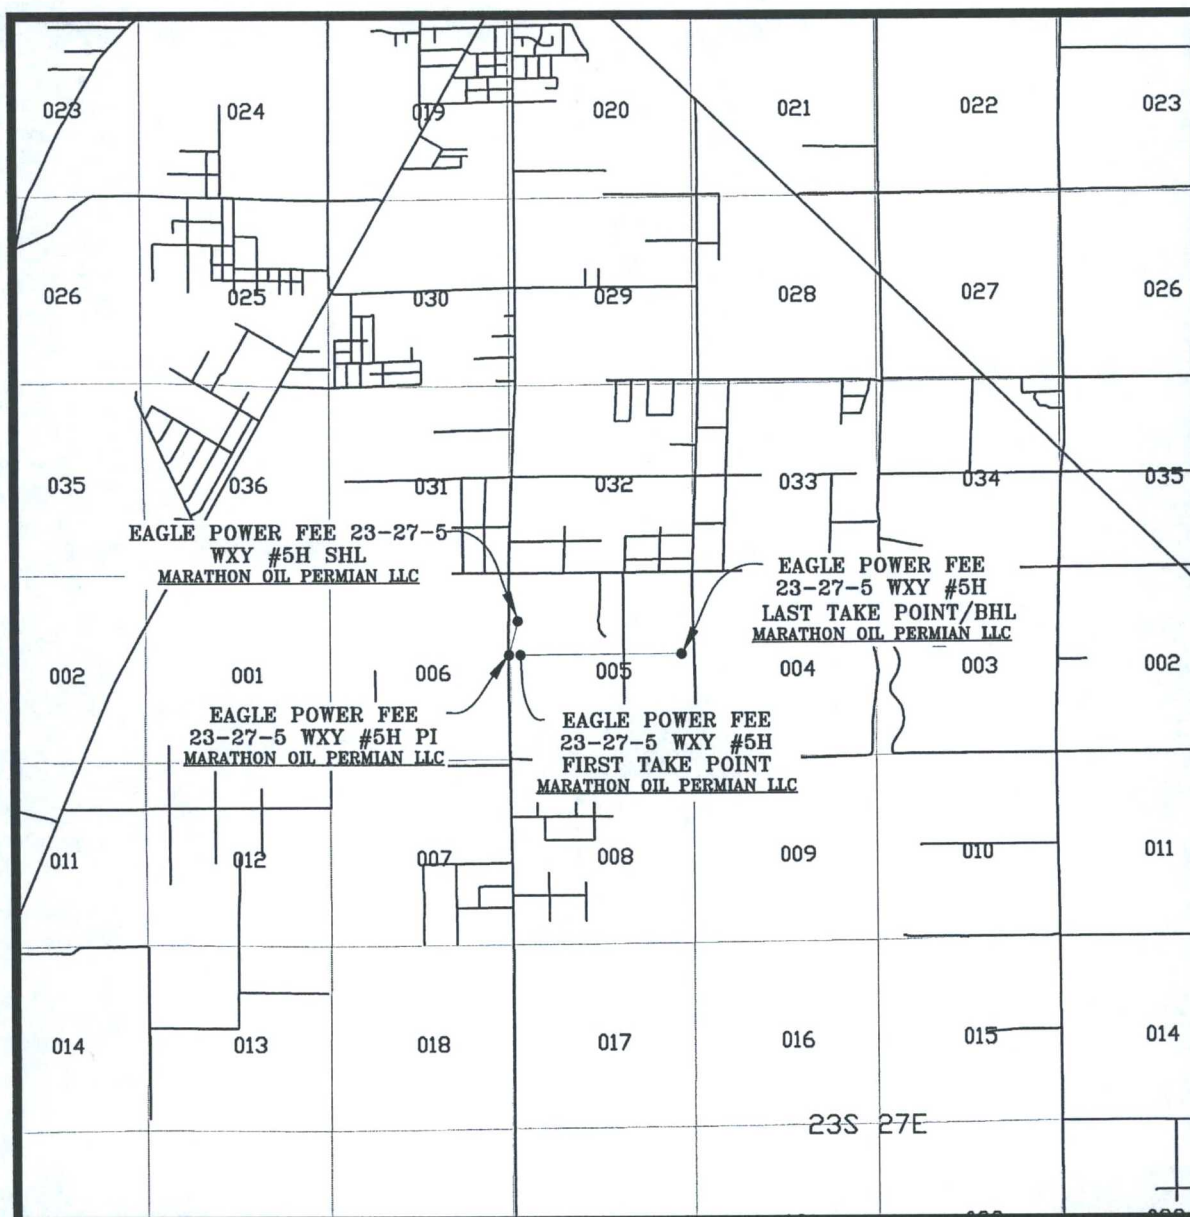 023
024
019
020
021
022
023
026
025
030
029
028
027
026
035
036
031
032
033
034
035
EAGLE POWER FEE 23-27-5
WXY #5H SHL
MARATHON OIL PERMIAN LLC
EAGLE POWER FEE
23-27-5 WXY #5H
LAST TAKE POINT/BHL
MARATHON OIL PERMIAN LLC
002
001
006
005
004
003
002
EAGLE POWER FEE
23-27-5 WXY #5H PI
MARATHON OIL PERMIAN LLC
EAGLE POWER FEE
23-27-5 WXY #5H
FIRST TAKE POINT
MARATHON OIL PERMIAN LLC
011
012
007
008
009
010
011
014
013
018
017
016
015
014
23S 27E